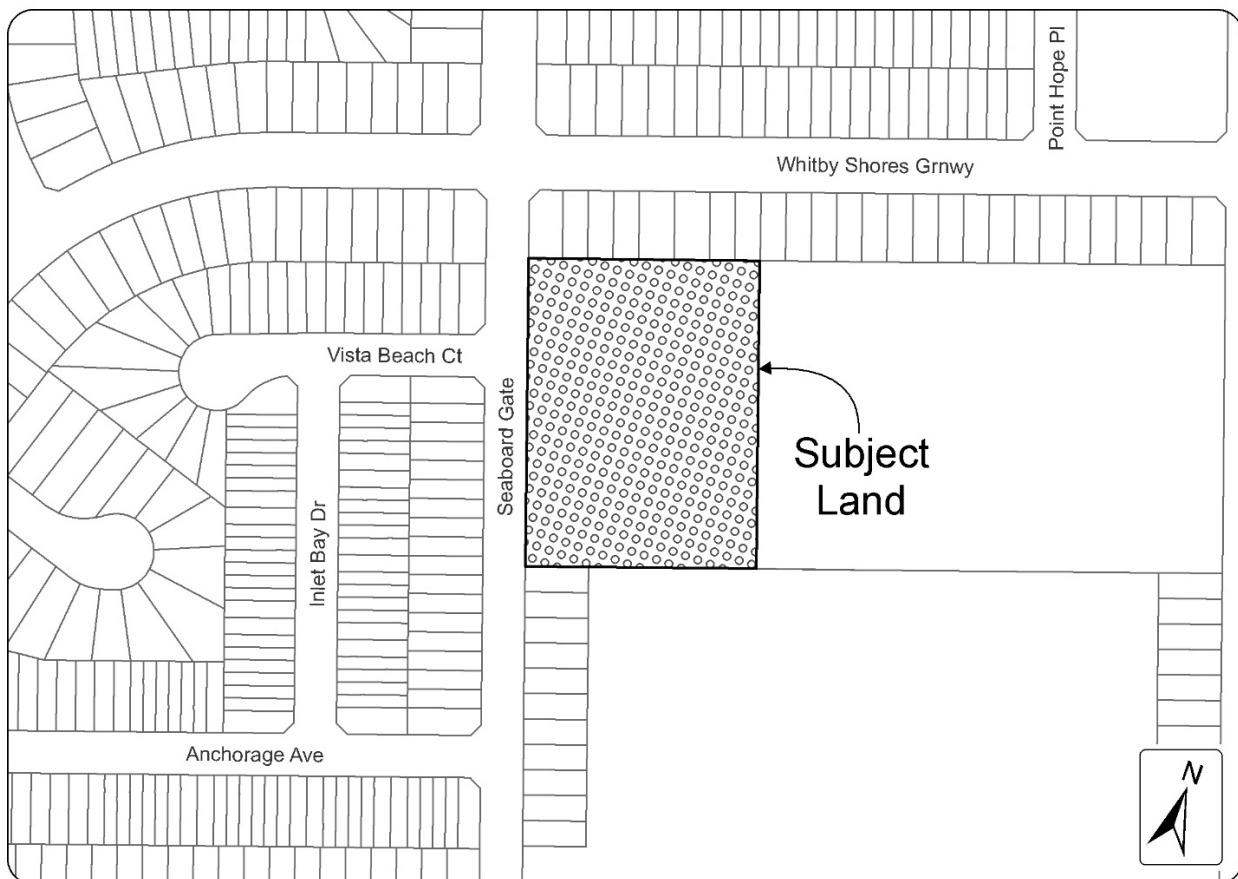 Point Hope Pl
Whitby Shores Grnwy
Vista Beach Ct
Seaboard Gate
Subject
Land
Inlet Bay Dr
Anchorage Ave
N